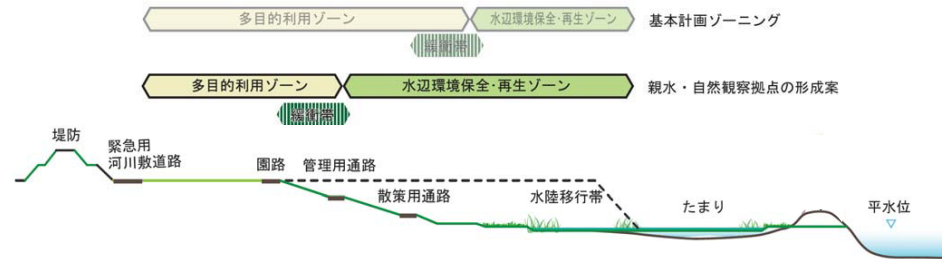 多目的利用ゾーン
水辺環境保全・再生ゾーン
基本計画ゾーニング
緩衝帯
多目的利用ゾーン
水辺環境保全・再生ゾーン
親水・自然観察拠点の形成案
緩衝帯
堤防
緊急用
河川敷道路
園路
管理用通路
散策用通路
水陸移行帯
たまり
平水位